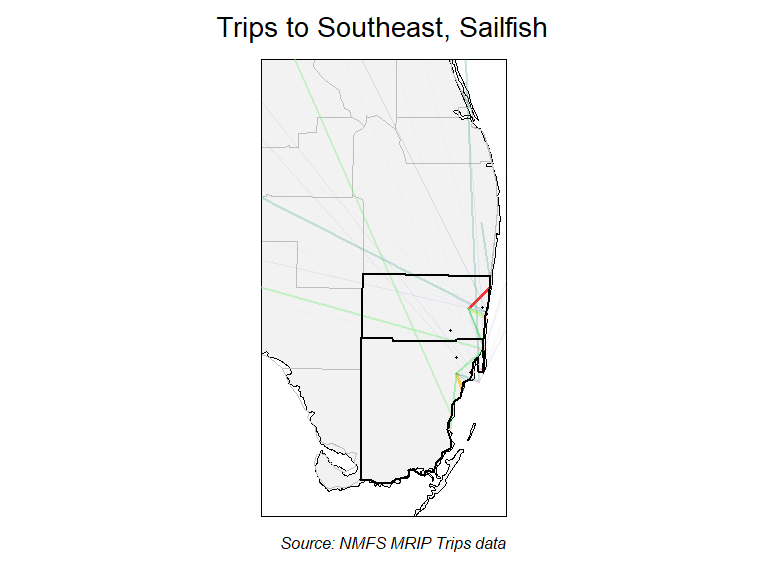 Trips to Southeast, Sailfish
Source: NMFS MRIP Trips data